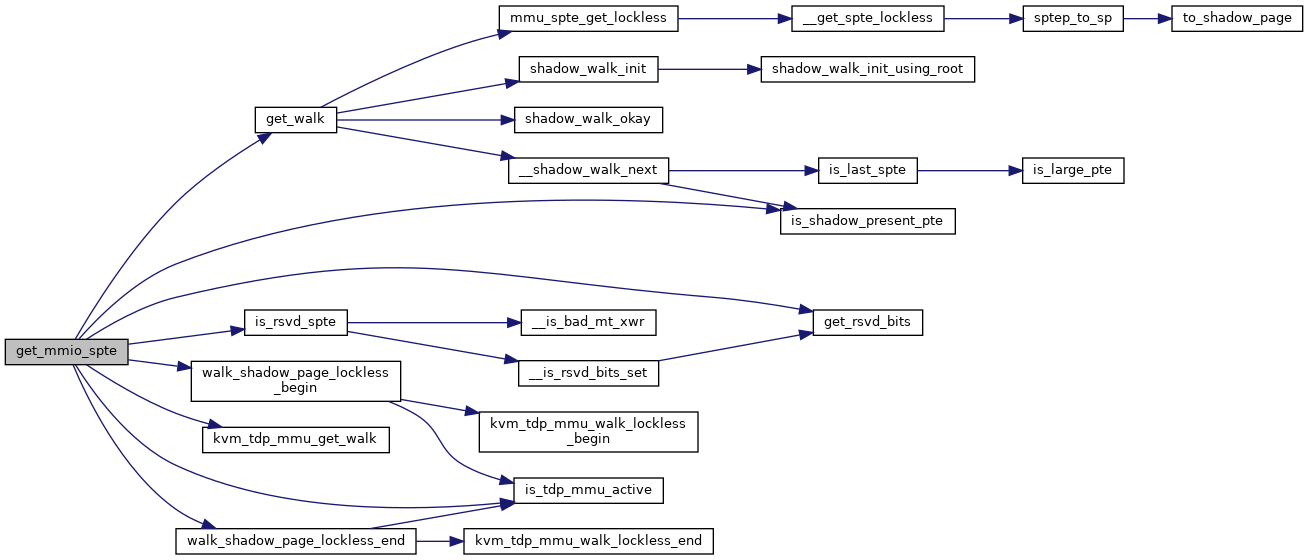 mmu_spte_get_lockless
__get_spte_lockless
sptep_to_sp
to_shadow_page
shadow_walk_init
shadow_walk_init_using_root
get_walk
shadow_walk_okay
__shadow_walk_next
is_last_spte
is_large_pte
is_shadow_present_pte
is_rsvd_spte
__is_bad_mt_xwr
get_rsvd_bits
get_mmio_spte
walk_shadow_page_lockless
_begin
__is_rsvd_bits_set
kvm_tdp_mmu_walk_lockless
_begin
kvm_tdp_mmu_get_walk
is_tdp_mmu_active
walk_shadow_page_lockless_end
kvm_tdp_mmu_walk_lockless_end